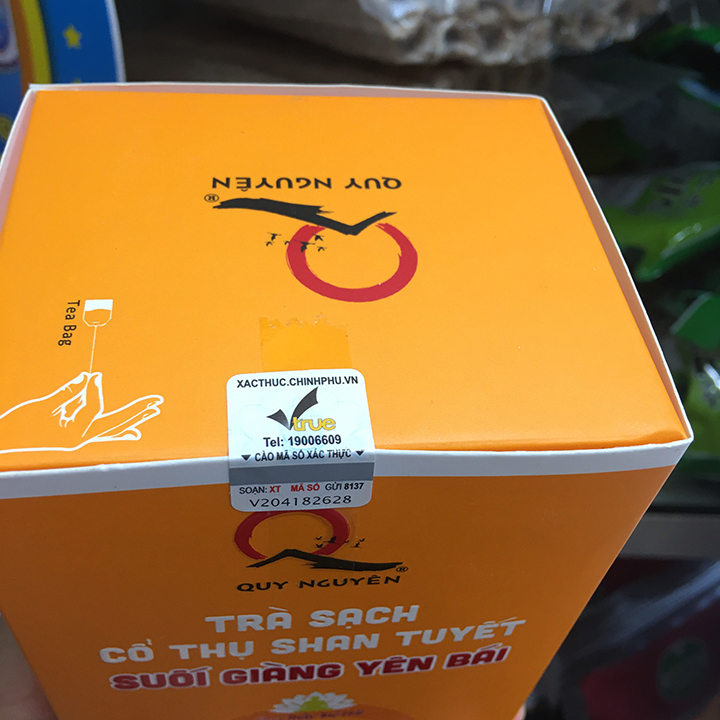 QUY NGUYÊN
®
Tea Bag
XACTHUC.CHINHPHU.VN
Vtrue
Tel: 19006609
▼ CÀO MÃ SỐ XÁC THỰC ▼
SOẠN: XT MÃ SỐ GỬI 8137
V204182628
®
QUY NGUYÊN
TRÀ SẠCH
CỔ THỤ SHAN TUYẾT
SUỐI GIÀNG YÊN BÁI